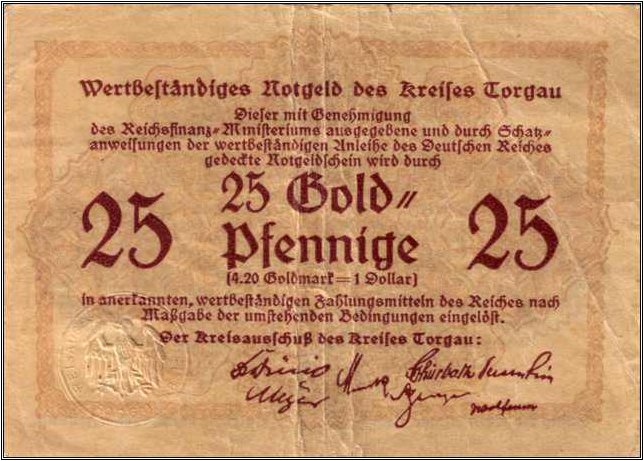 Wertbeständiges Notgeld des Kreises Torgau
Dieser mit Genehmigung
des Reichsfinanz-Ministeriums ausgegebene und durch Schatz-
anweisungen der wertbeständigen Anleihe des Deutschen Reiches
gedeckte Notgeldschein wird durch
25 25 Gold- 25
Pfennige
(4.20 Goldmark = 1 Dollar)
in anerkannten, wertbeständigen Zahlungsmitteln des Reiches nach
Maßgabe der umstehenden Bedingungen eingelöst.
Der Kreisausschuß des Kreises Torgau: